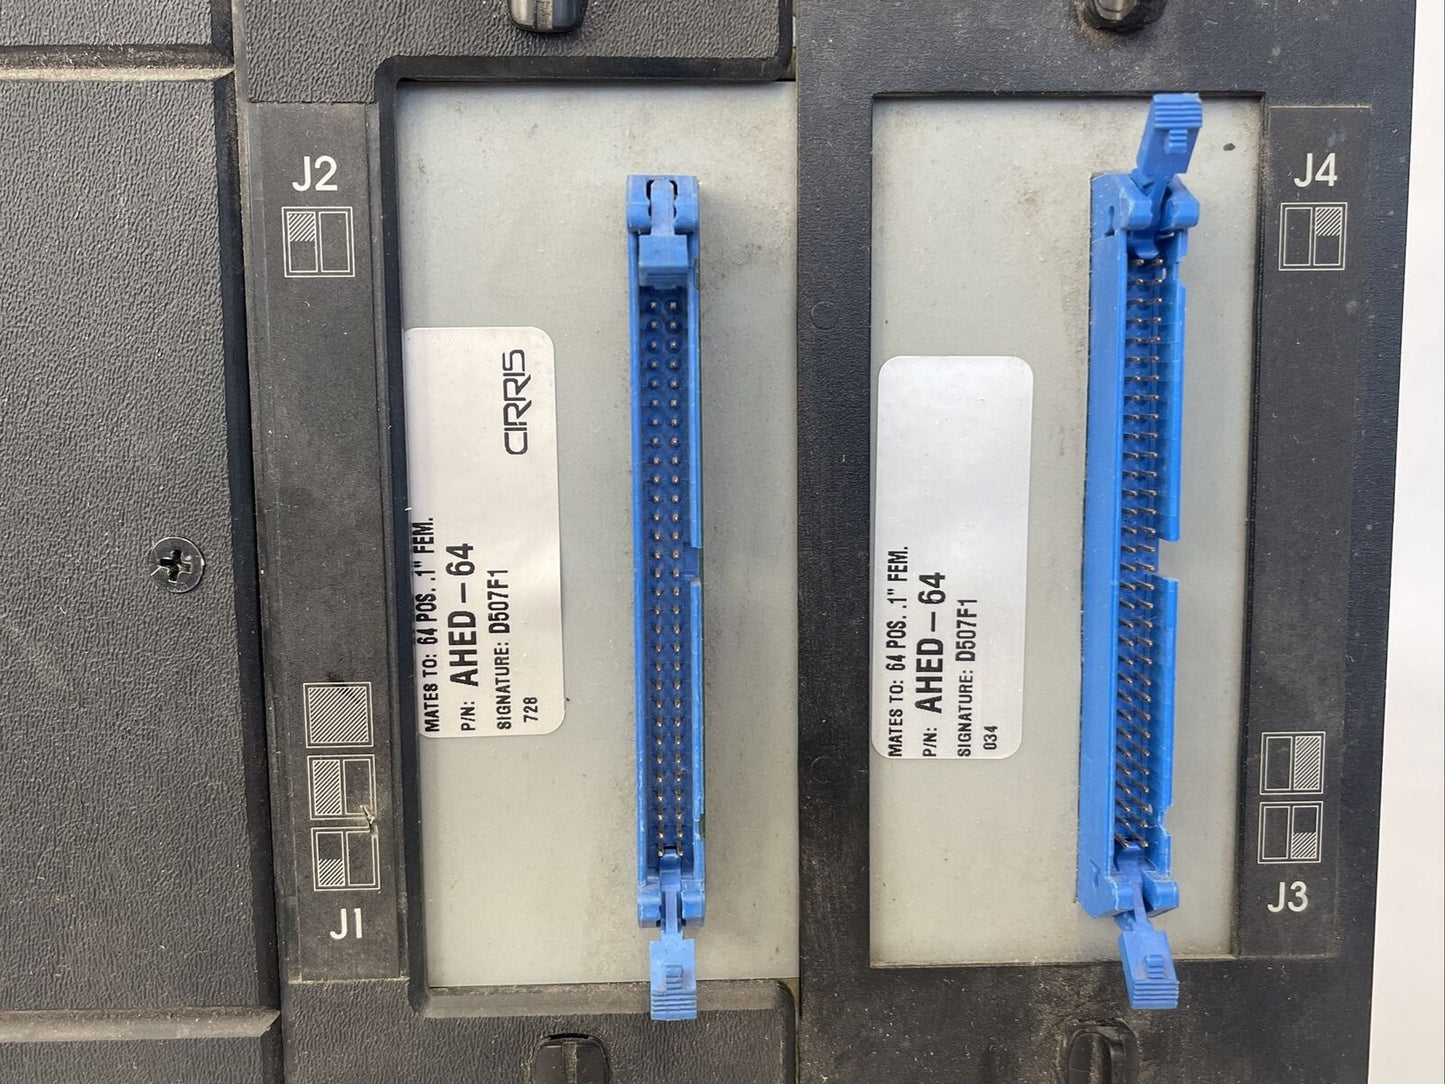 J2
J1
CIRRIS
MATES TO: 64 POS. .1" FEM.
P/N: AHED-64
SIGNATURE: D507F1
728
MATES TO: 64 POS. .1" FEM.
P/N: AHED-64
SIGNATURE: D507F1
034
J4
J3